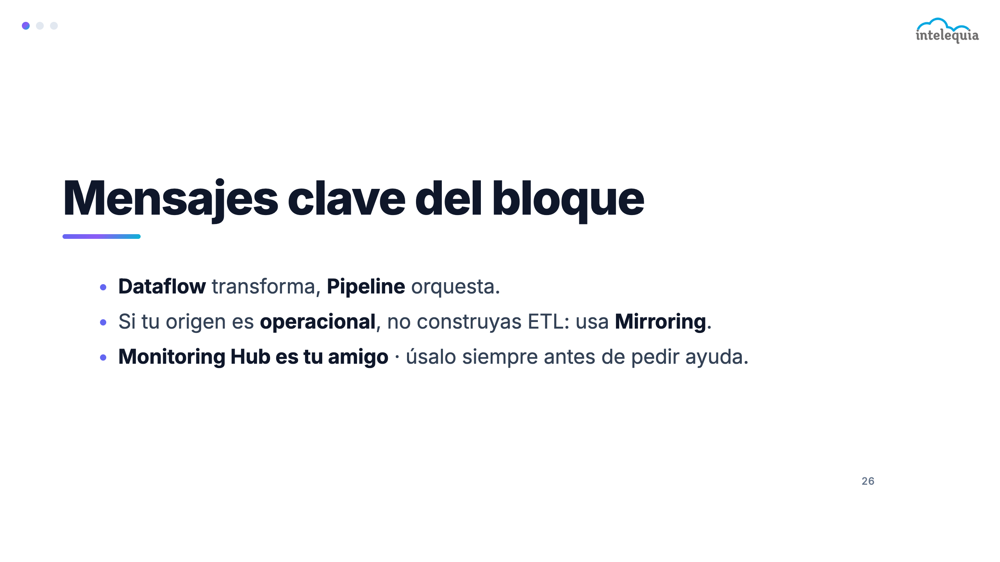 intelequia
Mensajes clave del bloque
• Dataflow transforma, Pipeline orquesta.
• Si tu origen es operacional, no construyas ETL: usa Mirroring.
• Monitoring Hub es tu amigo · úsalo siempre antes de pedir ayuda.
26